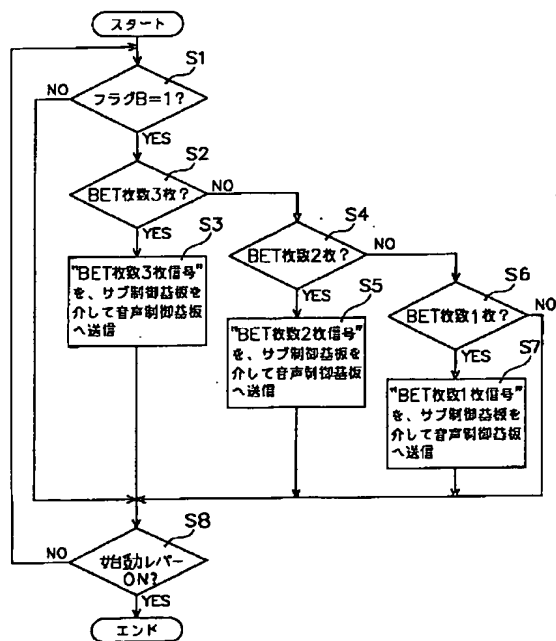 スタート
S1
フラグB=1?
NO
YES
S2
BET枚数3枚?
NO
YES
S3
"BET枚数3枚信号"
を、サブ制御基板を
介して音声制御基板
へ送信
S4
BET枚数2枚?
NO
YES
S5
"BET枚数2枚信号"
を、サブ制御基板を
介して音声制御基板
へ送信
S6
BET枚数1枚?
NO
YES
S7
"BET枚数1枚信号"
を、サブ制御基板を
介して音声制御基板
へ送信
S8
始動レバー
ON?
NO
YES
エンド